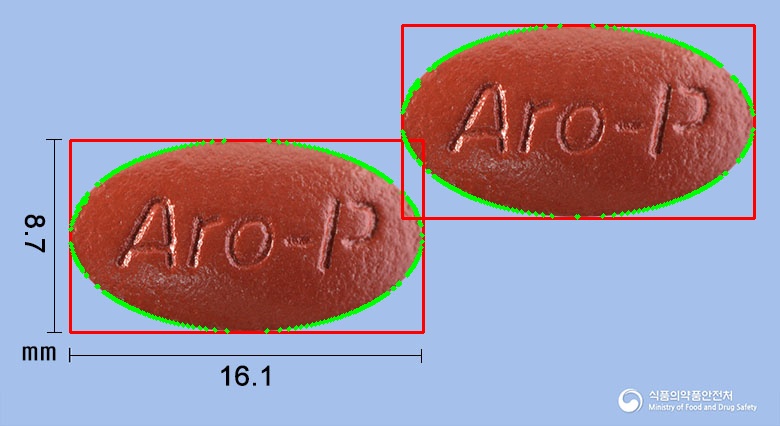 Aro-P
Aro-P
8.7
mm
16.1
식품의약품안전처
Ministry of Food and Drug Safety